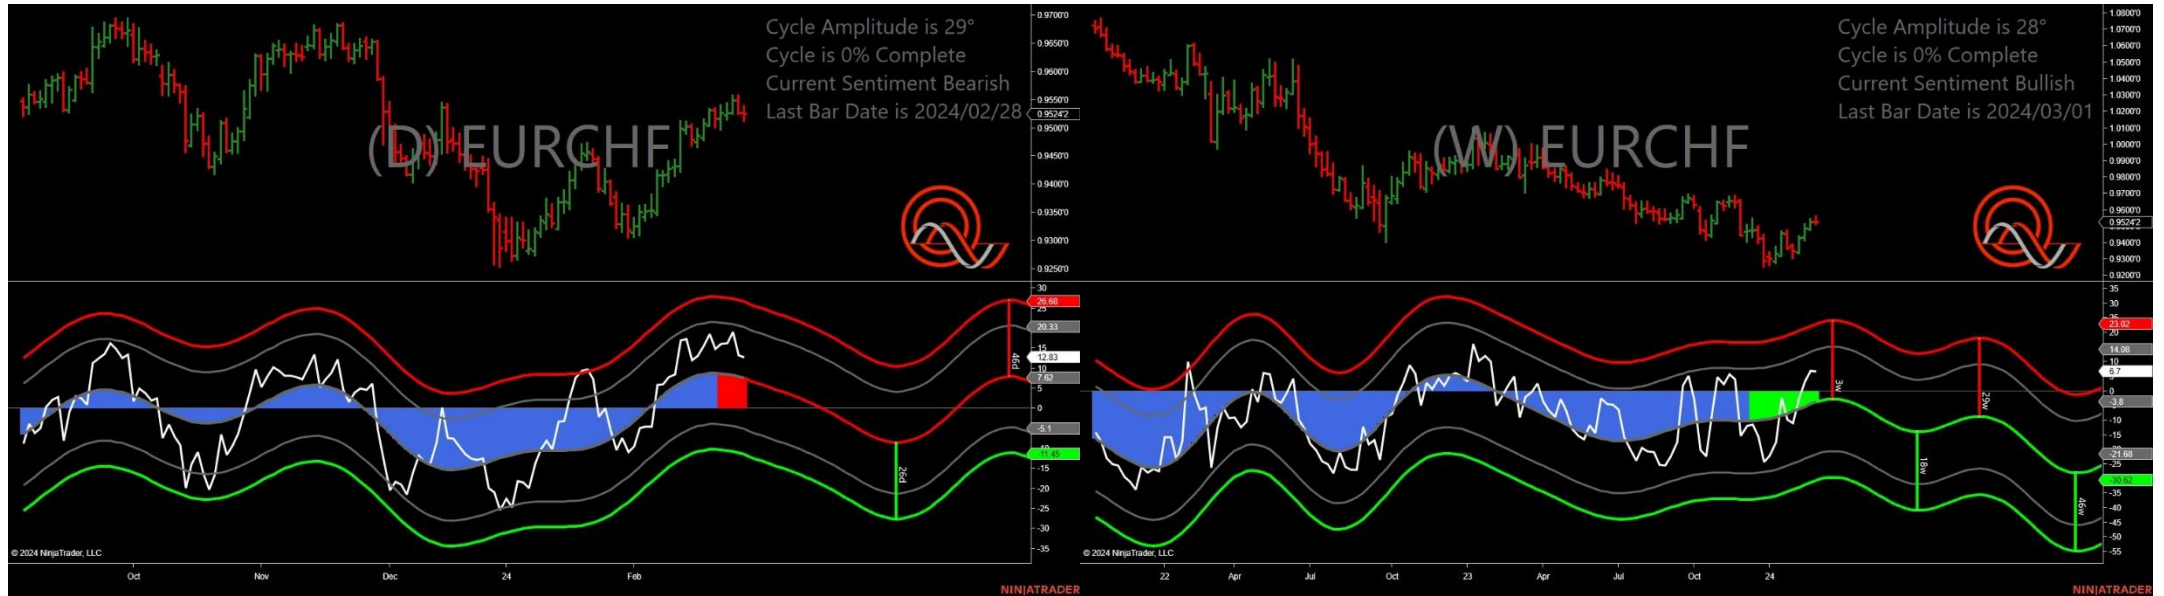 Cycle Amplitude is 29°
Cycle is 0% Complete
Current Sentiment Bearish
Last Bar Date is 2024/02/28
(D) EURCHF
0.9700'0
0.9650'0
0.9600'0
0.9550'0
0.9524'2
0.9500'0
0.9450'0
0.9400'0
0.9350'0
0.9300'0
0.9250'0
30
26.68
25
20.33
15
12.83
10
7.62
5
0
-5.1
-10
-11.45
-15
-20
-25
-30
-35
46d
26d
© 2024 NinjaTrader, LLC
Oct
Nov
Dec
24
Feb
NINJATRADER
Cycle Amplitude is 28°
Cycle is 0% Complete
Current Sentiment Bullish
Last Bar Date is 2024/03/01
(W) EURCHF
1.0800'0
1.0600'0
1.0500'0
1.0400'0
1.0300'0
1.0200'0
1.0100'0
1.0000'0
0.9900'0
0.9800'0
0.9700'0
0.9600'0
0.9524'2
0.9400'0
0.9300'0
0.9200'0
35
30
23.02
20
14.08
6.7
0
-3.8
-10
-15
-21.68
-25
-30.62
-35
-40
-45
-50
-55
3w
29w
18w
46w
© 2024 NinjaTrader, LLC
22
Apr
Jul
Oct
23
Apr
Jul
Oct
24
NINJATRADER